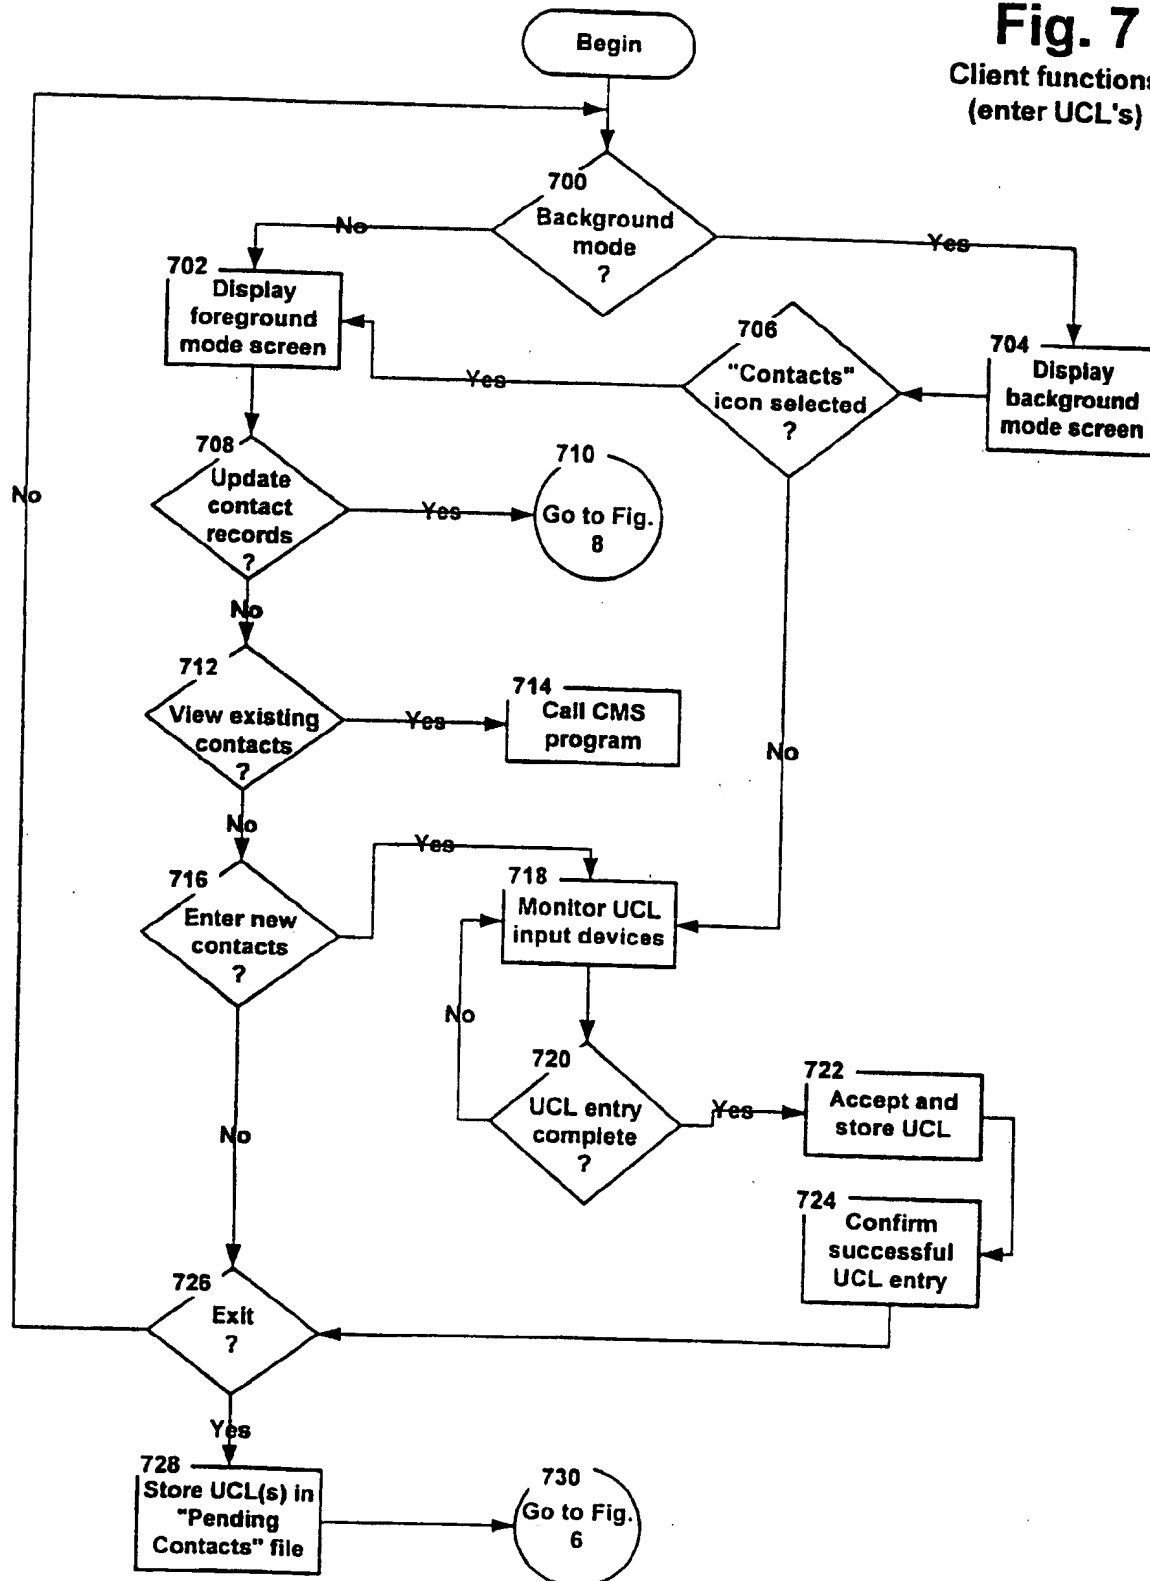 Fig. 7
Client functions
(enter UCL's)
Begin
700
Background
mode
?
No
Yes
702
Display
foreground
mode screen
706
"Contacts"
icon selected
?
Yes
704
Display
background
mode screen
708
Update
contact
records
?
Yes
710
Go to Fig.
8
No
No
712
View existing
contacts
?
Yes
714
Call CMS
program
No
No
716
Enter new
contacts
?
Yes
718
Monitor UCL
input devices
No
720
UCL entry
complete
?
Yes
722
Accept and
store UCL
No
724
Confirm
successful
UCL entry
726
Exit
?
Yes
728
Store UCL(s) in
"Pending
Contacts" file
730
Go to Fig.
6